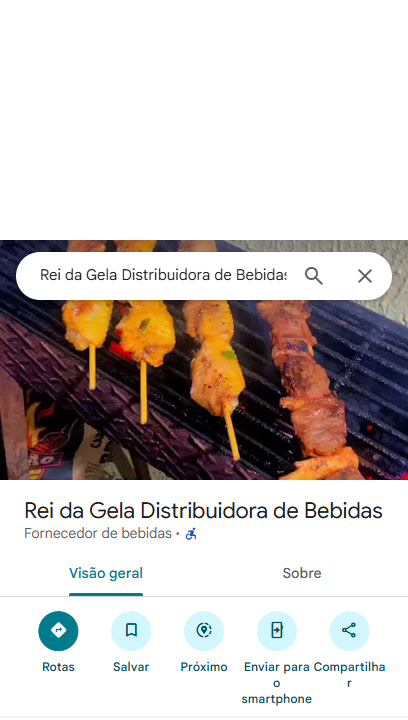 Rei da Gela Distribuidora de Bebidas
Rei da Gela Distribuidora de Bebidas
Fornecedor de bebidas ·
Visão geral
Sobre
Rotas
Salvar
Próximo
Enviar para
o
smartphone
Compartilha
r